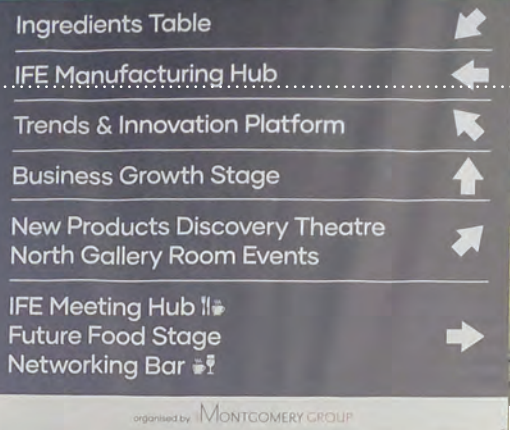 Ingredients Table
IFE Manufacturing Hub
Trends & Innovation Platform
Business Growth Stage
New Products Discovery Theatre
North Gallery Room Events
IFE Meeting Hub
Future Food Stage
Networking Bar
organised by MONTGOMERY GROUP